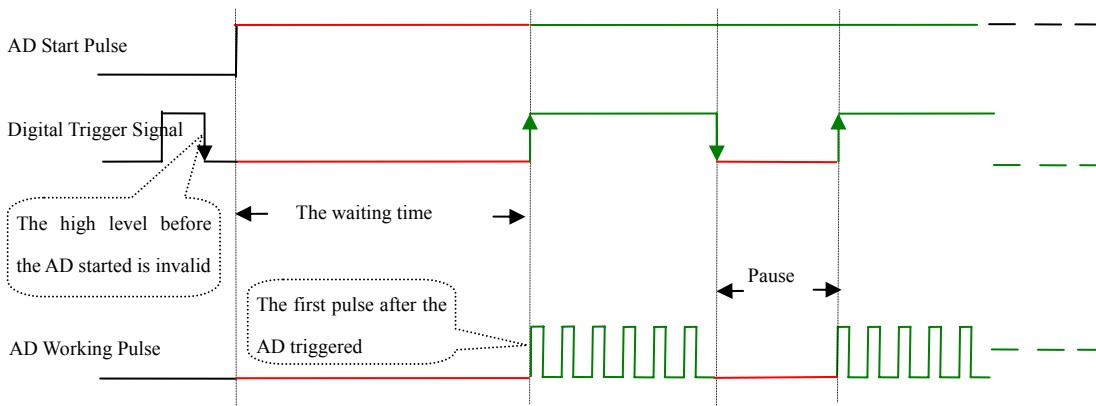 AD Start Pulse
Digital Trigger Signal
The high level before
the AD started is invalid
The waiting time
Pause
The first pulse after the
AD triggered
AD Working Pulse